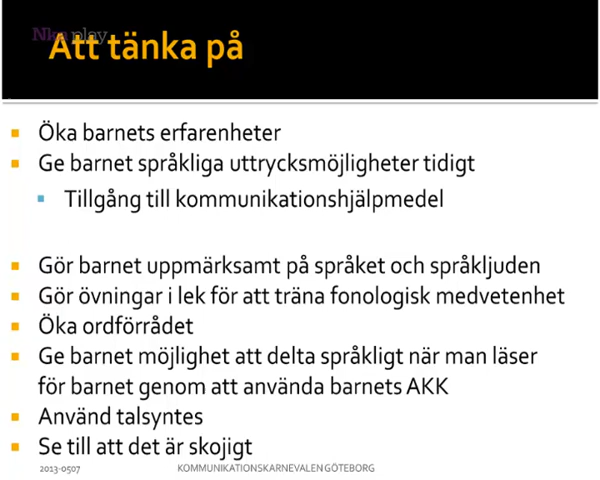 Nka play
Att tänka på
Öka barnets erfarenheter
Ge barnet språkliga uttrycksmöjligheter tidigt
Tillgång till kommunikationshjälpmedel
Gör barnet uppmärksamt på språket och språkljuden
Gör övningar i lek för att träna fonologisk medvetenhet
Öka ordförrådet
Ge barnet möjlighet att delta språkligt när man läser
för barnet genom att använda barnets AKK
Använd talsyntes
Se till att det är skojigt
2013-0507 KOMMUNIKATIONSKARNEVALEN GÖTEBORG